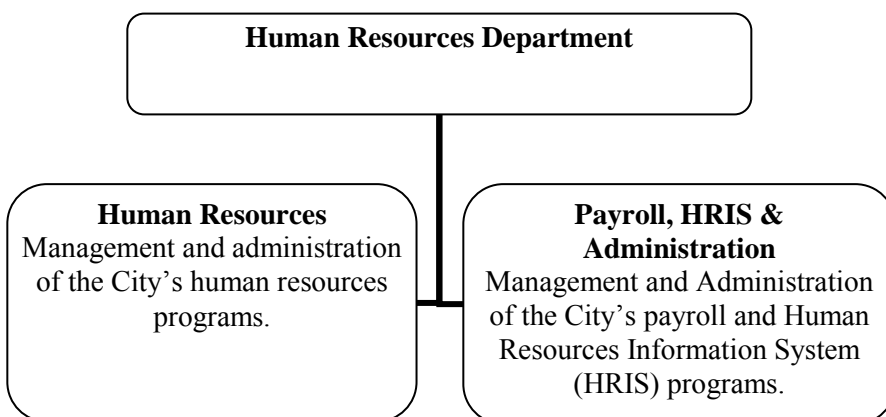 Human Resources Department
Human Resources
Management and administration
of the City’s human resources
programs.
Payroll, HRIS &
Administration
Management and Administration
of the City’s payroll and Human
Resources Information System
(HRIS) programs.